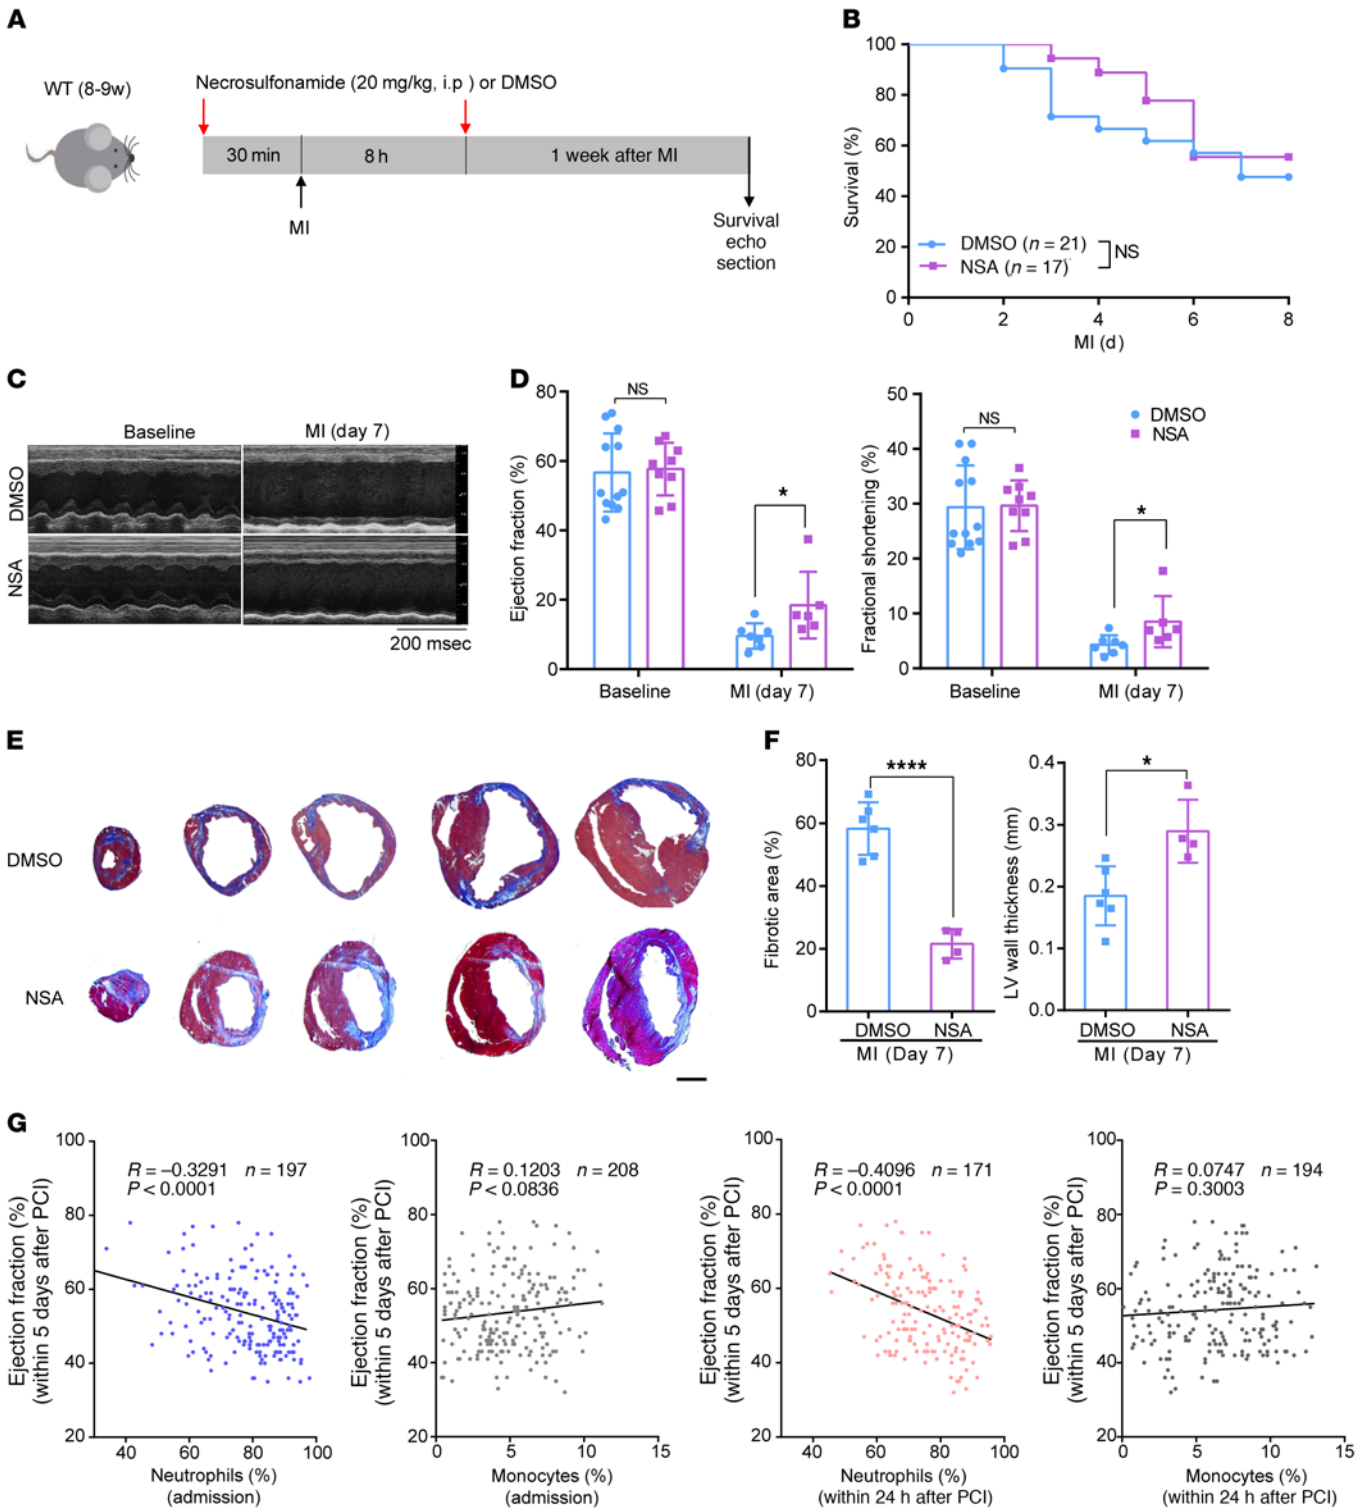 A
WT (8-9w)
Necrosulfonamide (20 mg/kg, i.p ) or DMSO
30 min
8 h
1 week after MI
MI
Survival
echo
section
B
Survival (%)
100
80
60
40
20
0
DMSO (n = 21)
NSA (n = 17)
NS
0
2
4
6
8
MI (d)
C
Baseline
MI (day 7)
DMSO
NSA
200 msec
D
Ejection fraction (%)
80
60
40
20
0
NS
*
Baseline
MI (day 7)
Fractional shortening (%)
50
40
30
20
10
0
NS
*
DMSO
NSA
Baseline
MI (day 7)
E
DMSO
NSA
F
Fibrotic area (%)
80
60
40
20
0
****
DMSO
NSA
MI (Day 7)
LV wall thickness (mm)
0.4
0.3
0.2
0.1
0.0
*
DMSO
NSA
MI (Day 7)
G
Ejection fraction (%)
(within 5 days after PCI)
100
80
60
40
20
R = −0.3291 n = 197
P < 0.0001
40
60
80
100
Neutrophils (%)
(admission)
Ejection fraction (%)
(within 5 days after PCI)
100
80
60
40
20
R = 0.1203 n = 208
P < 0.0836
0
5
10
15
Monocytes (%)
(admission)
Ejection fraction (%)
(within 5 days after PCI)
100
80
60
40
20
R = −0.4096 n = 171
P < 0.0001
40
60
80
100
Neutrophils (%)
(within 24 h after PCI)
Ejection fraction (%)
(within 5 days after PCI)
100
80
60
40
20
R = 0.0747 n = 194
P = 0.3003
0
5
10
15
Monocytes (%)
(within 24 h after PCI)